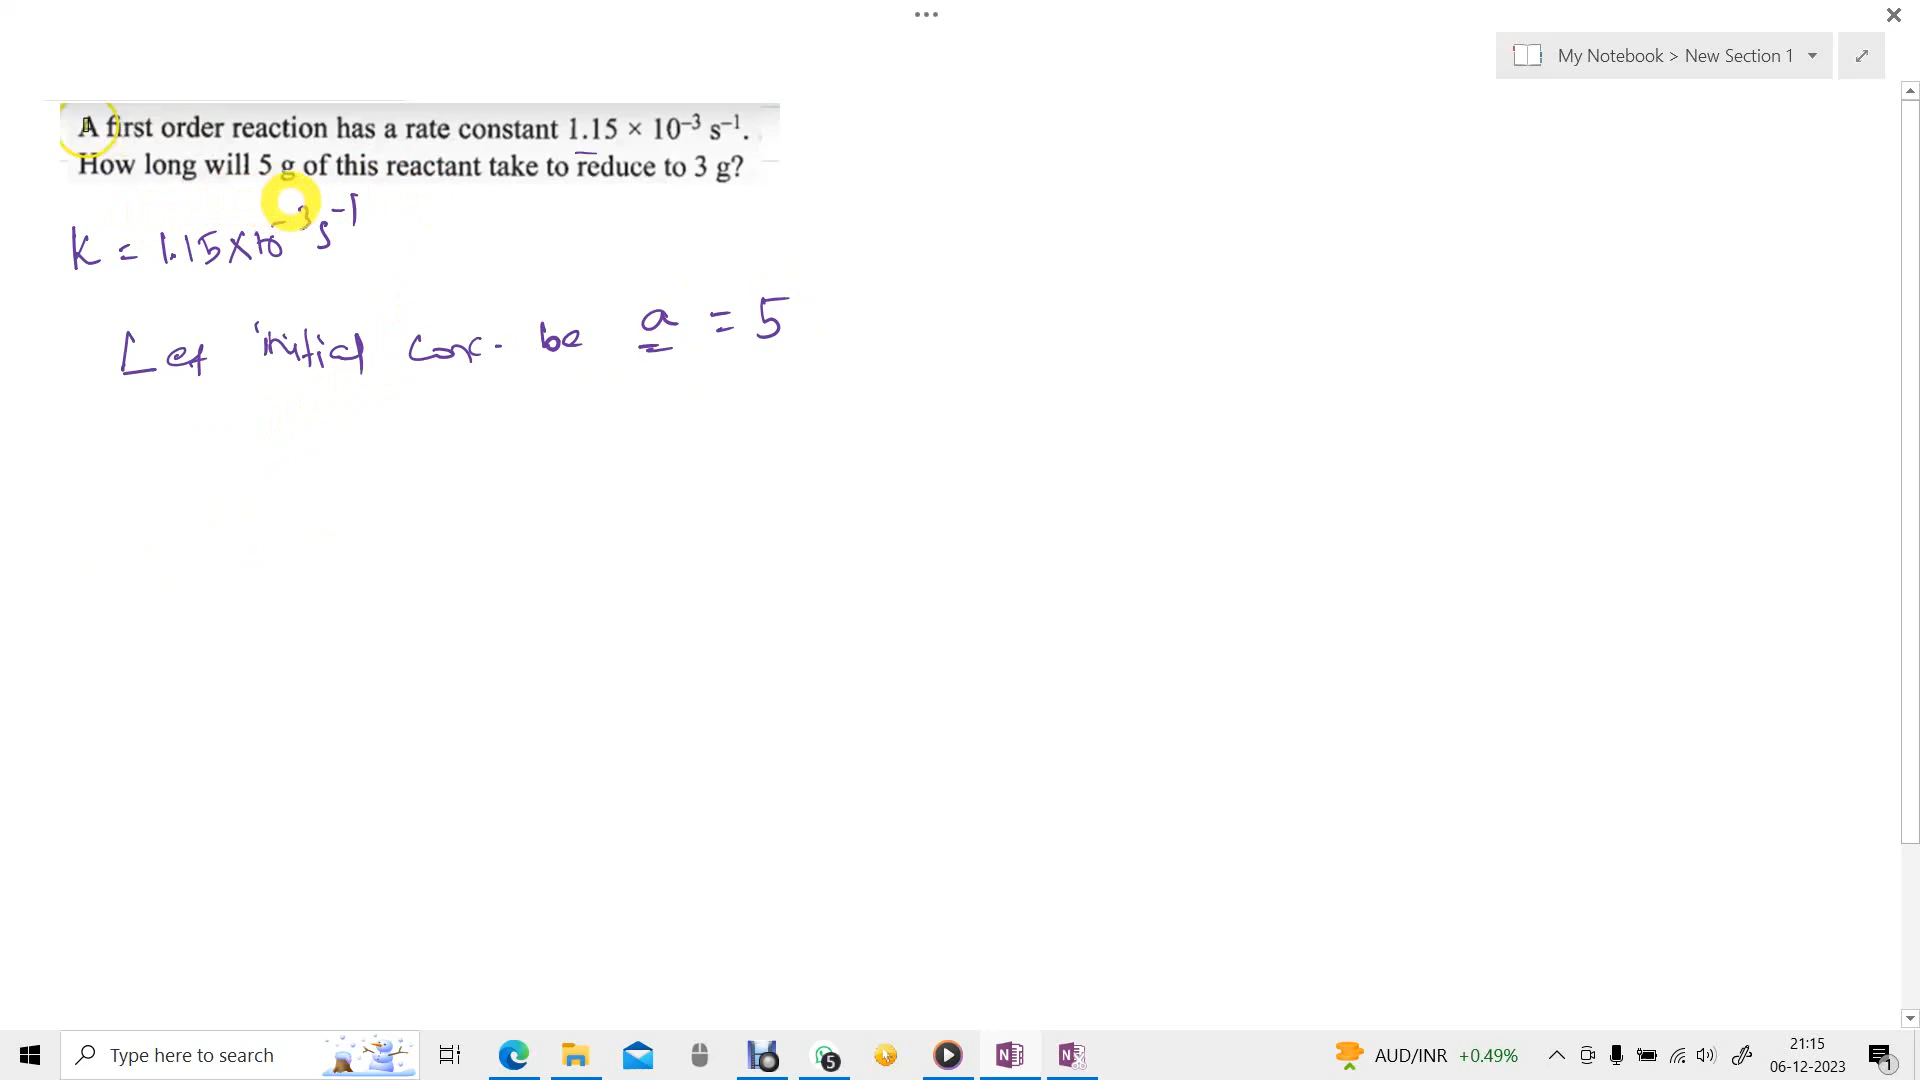 My Notebook > New Section 1
A first order reaction has a rate constant 1.15 × 10⁻³ s⁻¹.
How long will 5 g of this reactant take to reduce to 3 g?
k = 1.15×10⁻³ s⁻¹
Let initial conc. be a = 5
Type here to search
5
AUD/INR +0.49%
21:15
06-12-2023
1